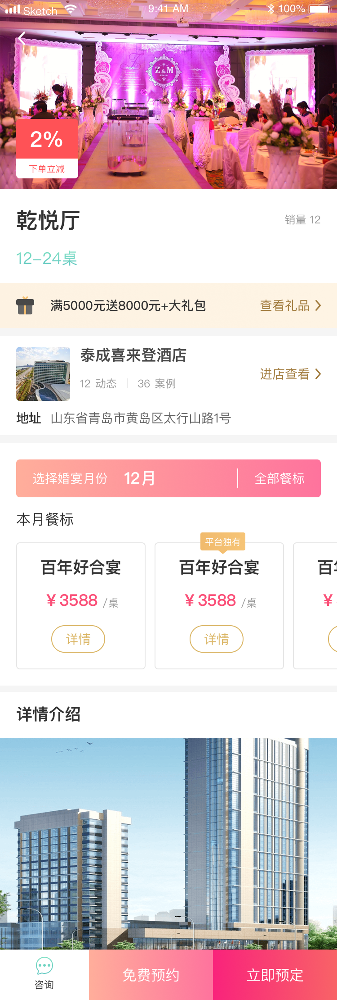 Sketch 9:41 AM 100%
Z&M
2%
下单立减
乾悦厅
销量 12
12-24桌
满5000元送8000元+大礼包 查看礼品
泰成喜来登酒店
12 动态 36 案例
进店查看
地址 山东省青岛市黄岛区太行山路1号
选择婚宴月份 12月 全部餐标
本月餐标
平台独有
百年好合宴 百年好合宴 百
¥ 3588 /桌 ¥ 3588 /桌 ¥
详情 详情
详情介绍
咨询 免费预约 立即预定